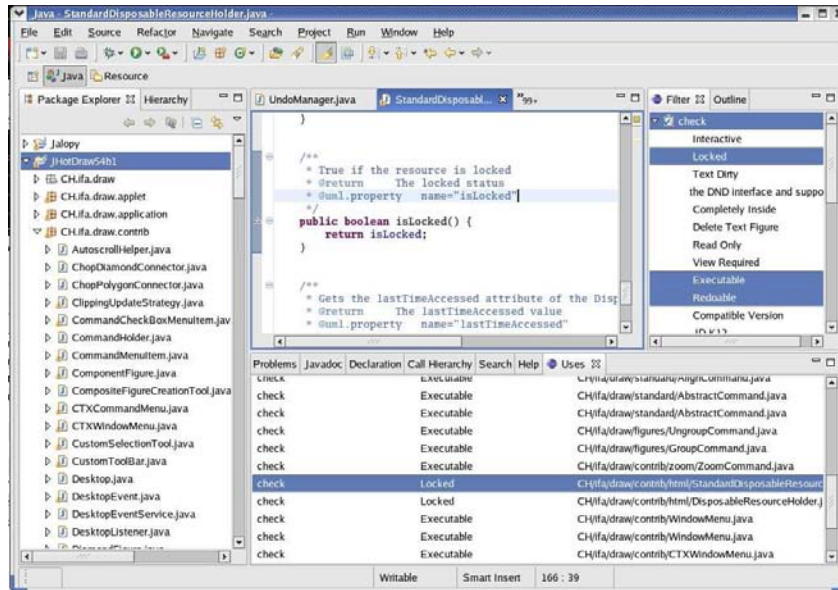 Java - StandardDisposableResourceHolder.java -
File Edit Source Refactor Navigate Search Project Run Window Help
Java Resource
Package Explorer Hierarchy
Jalopy
JHotDraw54b1
CH.ifa.draw
CH.ifa.draw.applet
CH.ifa.draw.application
CH.ifa.draw.contrib
AutoscrollHelper.java
ChopDiamondConnector.java
ChopPolygonConnector.java
ClippingUpdateStrategy.java
CommandCheckBoxMenuItem.jav
CommandHolder.java
CommandMenuItem.java
ComponentFigure.java
CompositeFigureCreationTool.java
CTXCommandMenu.java
CTXWindowMenu.java
CustomSelectionTool.java
CustomToolBar.java
Desktop.java
DesktopEvent.java
DesktopEventService.java
DesktopListener.java
DiamondFigure.java
UndoManager.java StandardDisposabl... »99+
}
/**
* True if the resource is locked
* @return The locked status
* @uml.property name="isLocked"
*/
public boolean isLocked() {
return isLocked;
}
/**
* Gets the lastTimeAccessed attribute of the Disp
* @return The lastTimeAccessed value
* @uml.property name="lastTimeAccessed"
Filter Outline
check
Interactive
Locked
Text Dirty
the DND interface and suppo
Completely Inside
Delete Text Figure
Read Only
View Required
Executable
Redoable
Compatible Version
Problems Javadoc Declaration Call Hierarchy Search Help Uses
check Executable CH/ifa/draw/standard/AlignCommand.java
check Executable CH/ifa/draw/standard/AbstractCommand.java
check Executable CH/ifa/draw/standard/AbstractCommand.java
check Executable CH/ifa/draw/figures/UngroupCommand.java
check Executable CH/ifa/draw/figures/GroupCommand.java
check Executable CH/ifa/draw/contrib/zoom/ZoomCommand.java
check Locked CH/ifa/draw/contrib/html/StandardDisposableResourc
check Locked CH/ifa/draw/contrib/html/DisposableResourceHolder.j
check Executable CH/ifa/draw/contrib/WindowMenu.java
check Executable CH/ifa/draw/contrib/WindowMenu.java
check Executable CH/ifa/draw/contrib/CTXWindowMenu.java
Writable Smart Insert 166 : 39